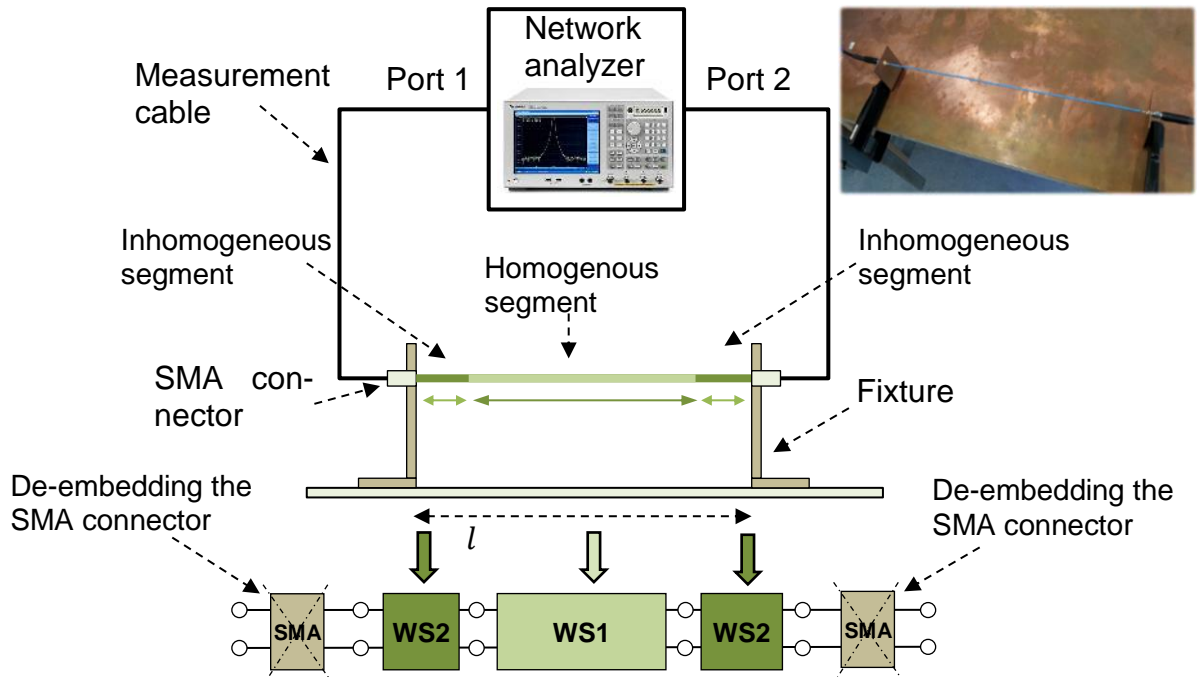 Network
analyzer
Port 1
Port 2
Measurement
cable
Inhomogeneous
segment
Homogenous
segment
Inhomogeneous
segment
SMA con-
nector
Fixture
De-embedding the
SMA connector
De-embedding the
SMA connector
l
SMA
WS2
WS1
WS2
SMA